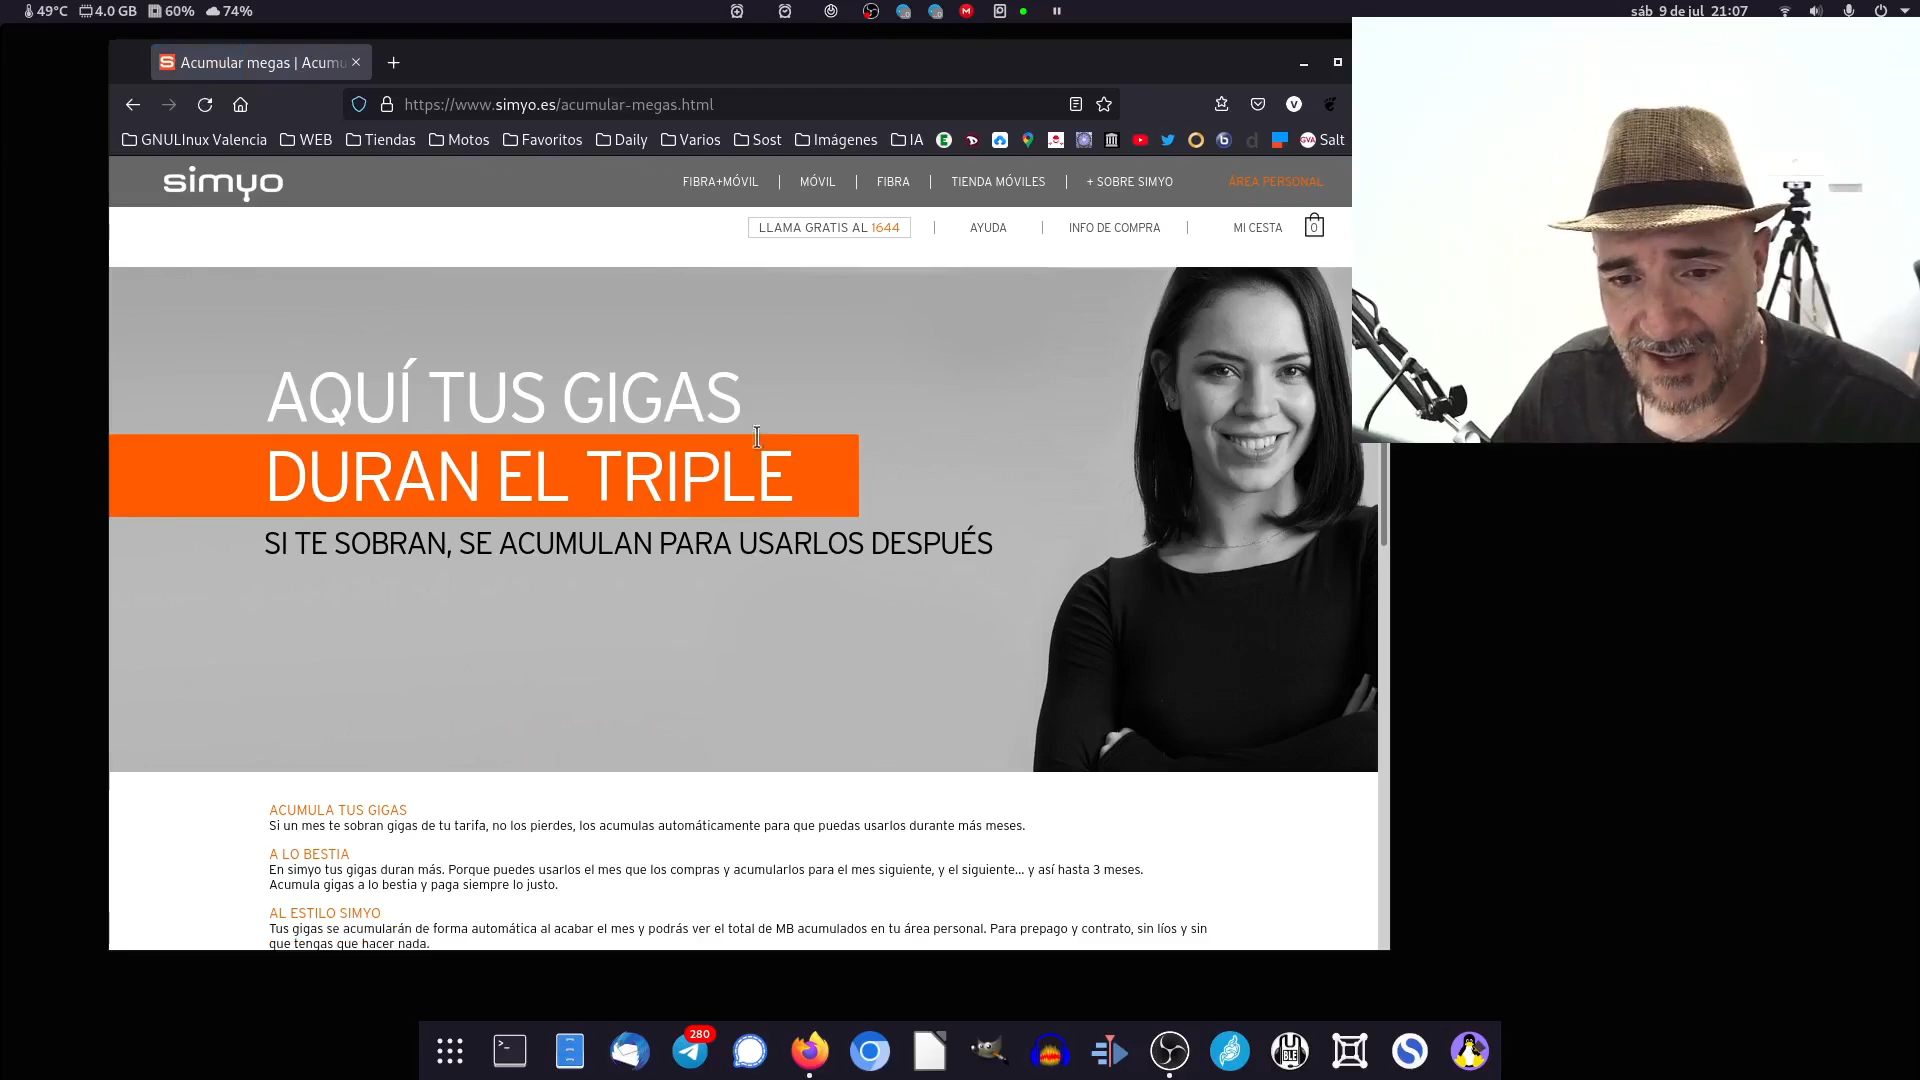 49°C 4.0 GB 60% 74%
sáb 9 de jul 21:07
Acumular megas | Acumu
https://www.simyo.es/acumular-megas.html
GNULInux Valencia WEB Tiendas Motos Favoritos Daily Varios Sost Imágenes IA Salt
simyo
FIBRA+MÓVIL | MÓVIL | FIBRA | TIENDA MÓVILES | + SOBRE SIMYO ÁREA PERSONAL
LLAMA GRATIS AL 1644 | AYUDA | INFO DE COMPRA | MI CESTA 0
AQUÍ TUS GIGAS
DURAN EL TRIPLE
SI TE SOBRAN, SE ACUMULAN PARA USARLOS DESPUÉS
ACUMULA TUS GIGAS
Si un mes te sobran gigas de tu tarifa, no los pierdes, los acumulas automáticamente para que puedas usarlos durante más meses.
A LO BESTIA
En simyo tus gigas duran más. Porque puedes usarlos el mes que los compras y acumularlos para el mes siguiente, y el siguiente... y así hasta 3 meses.
Acumula gigas a lo bestia y paga siempre lo justo.
AL ESTILO SIMYO
Tus gigas se acumularán de forma automática al acabar el mes y podrás ver el total de MB acumulados en tu área personal. Para prepago y contrato, sin líos y sin
que tengas que hacer nada.
280